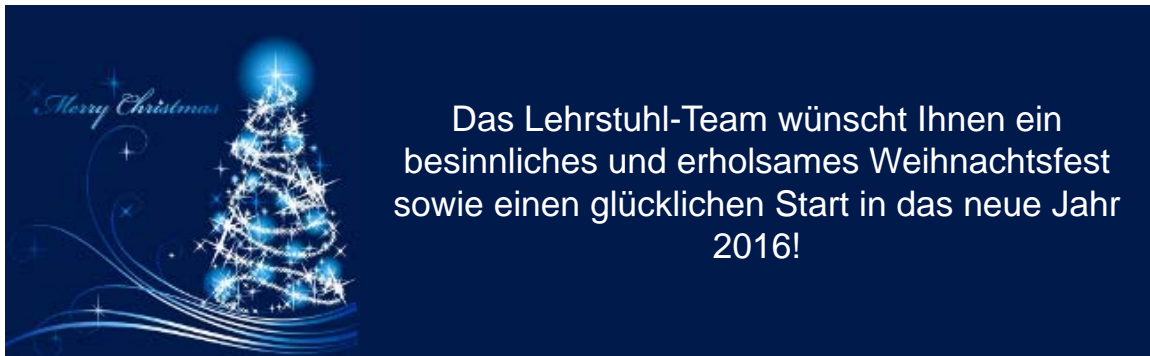 Merry Christmas
Das Lehrstuhl-Team wünscht Ihnen ein
besinnliches und erholsames Weihnachtsfest
sowie einen glücklichen Start in das neue Jahr
2016!